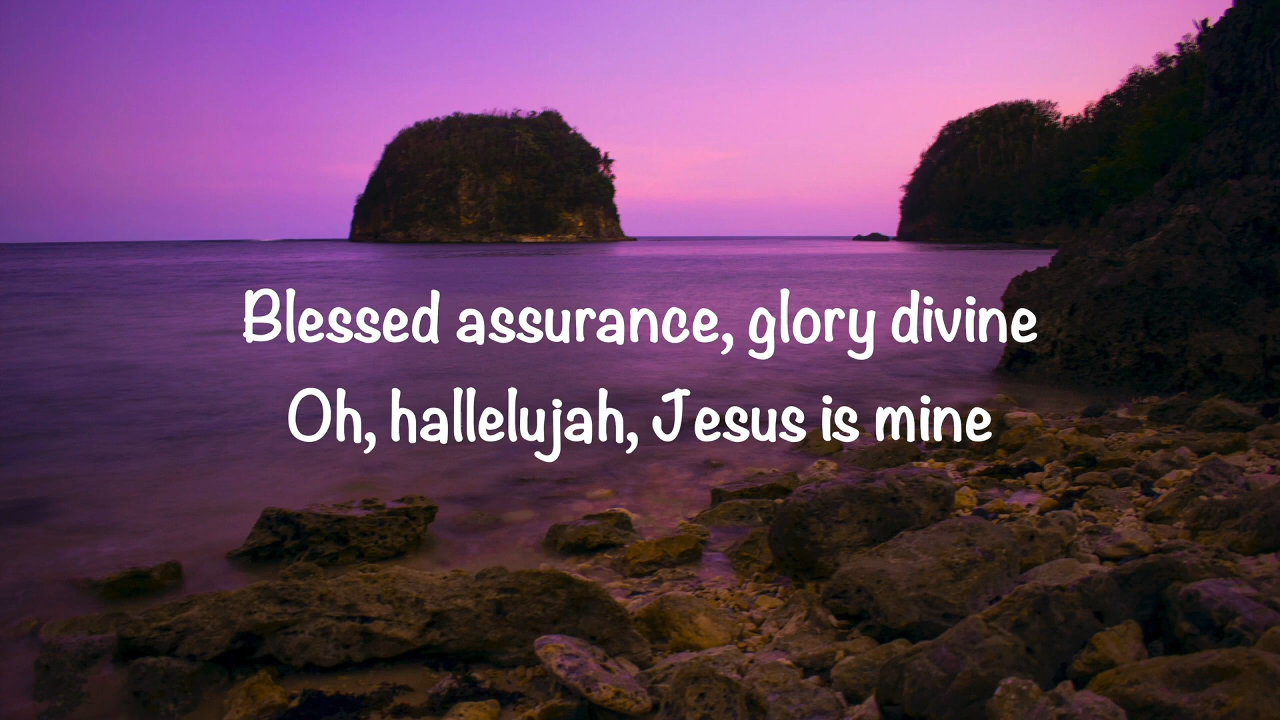 Blessed assurance, glory divine
Oh, hallelujah, Jesus is mine